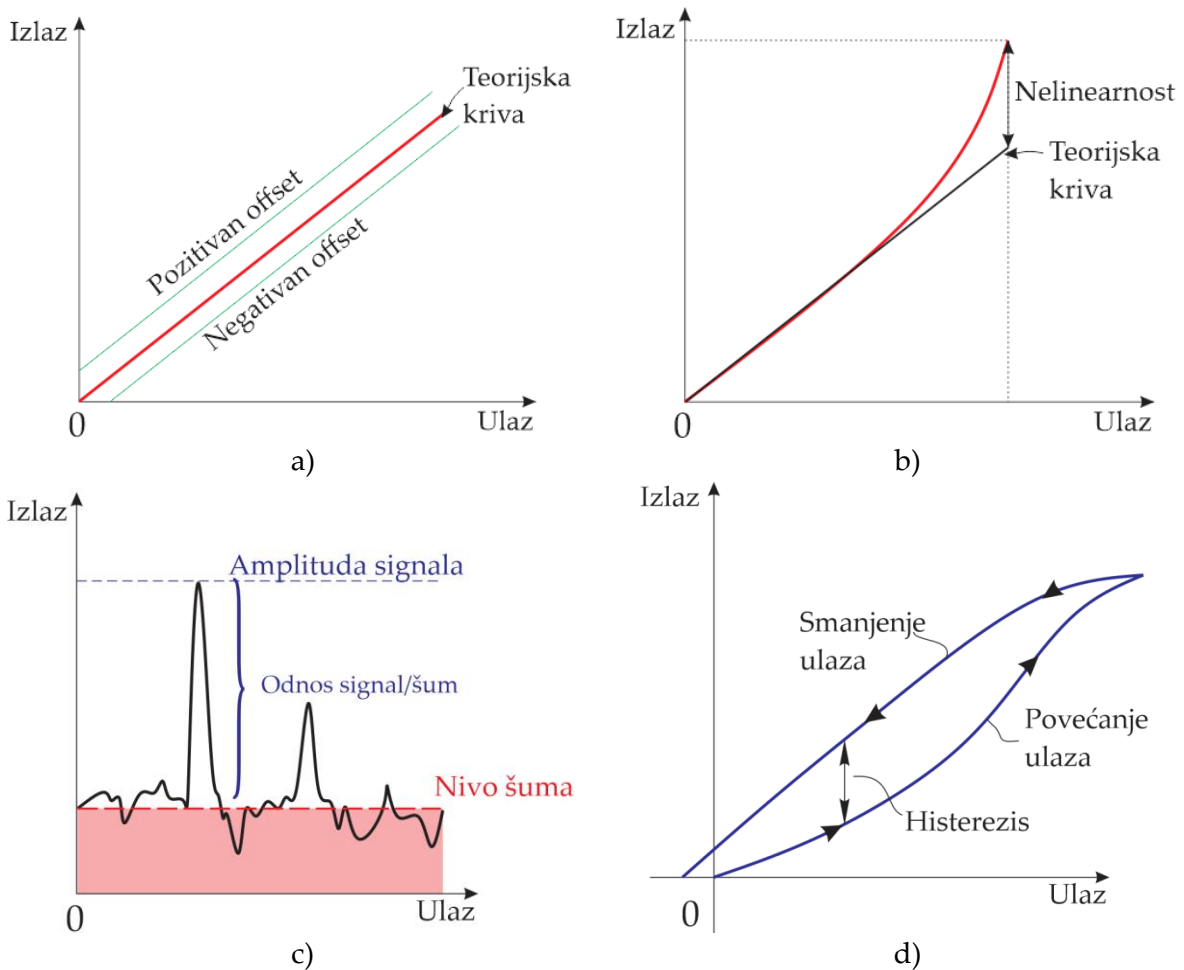 Izlaz
Teorijska
kriva
Pozitivan offset
Negativan offset
0
Ulaz
a)
Izlaz
Nelinearnost
Teorijska
kriva
0
Ulaz
b)
Izlaz
Amplituda signala
Odnos signal/šum
Nivo šuma
0
Ulaz
c)
Izlaz
Smanjenje
ulaza
Povećanje
ulaza
Histerezis
0
Ulaz
d)